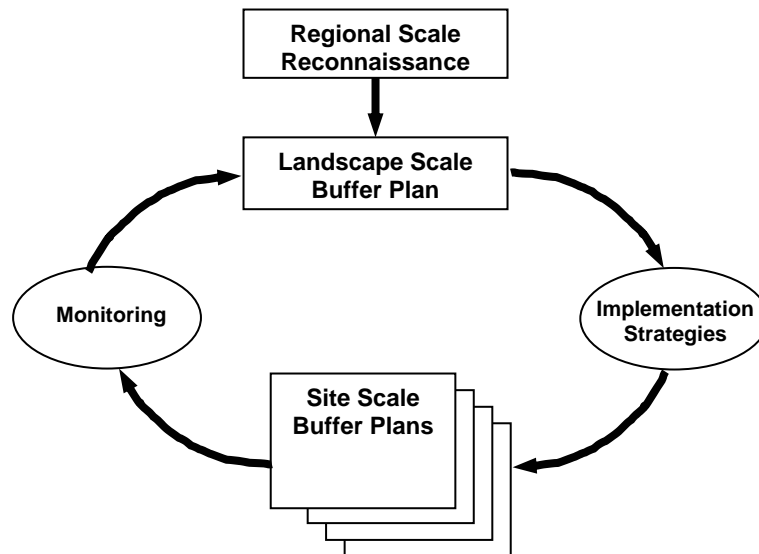 Regional Scale
Reconnaissance
Landscape Scale
Buffer Plan
Monitoring
Implementation
Strategies
Site Scale
Buffer Plans